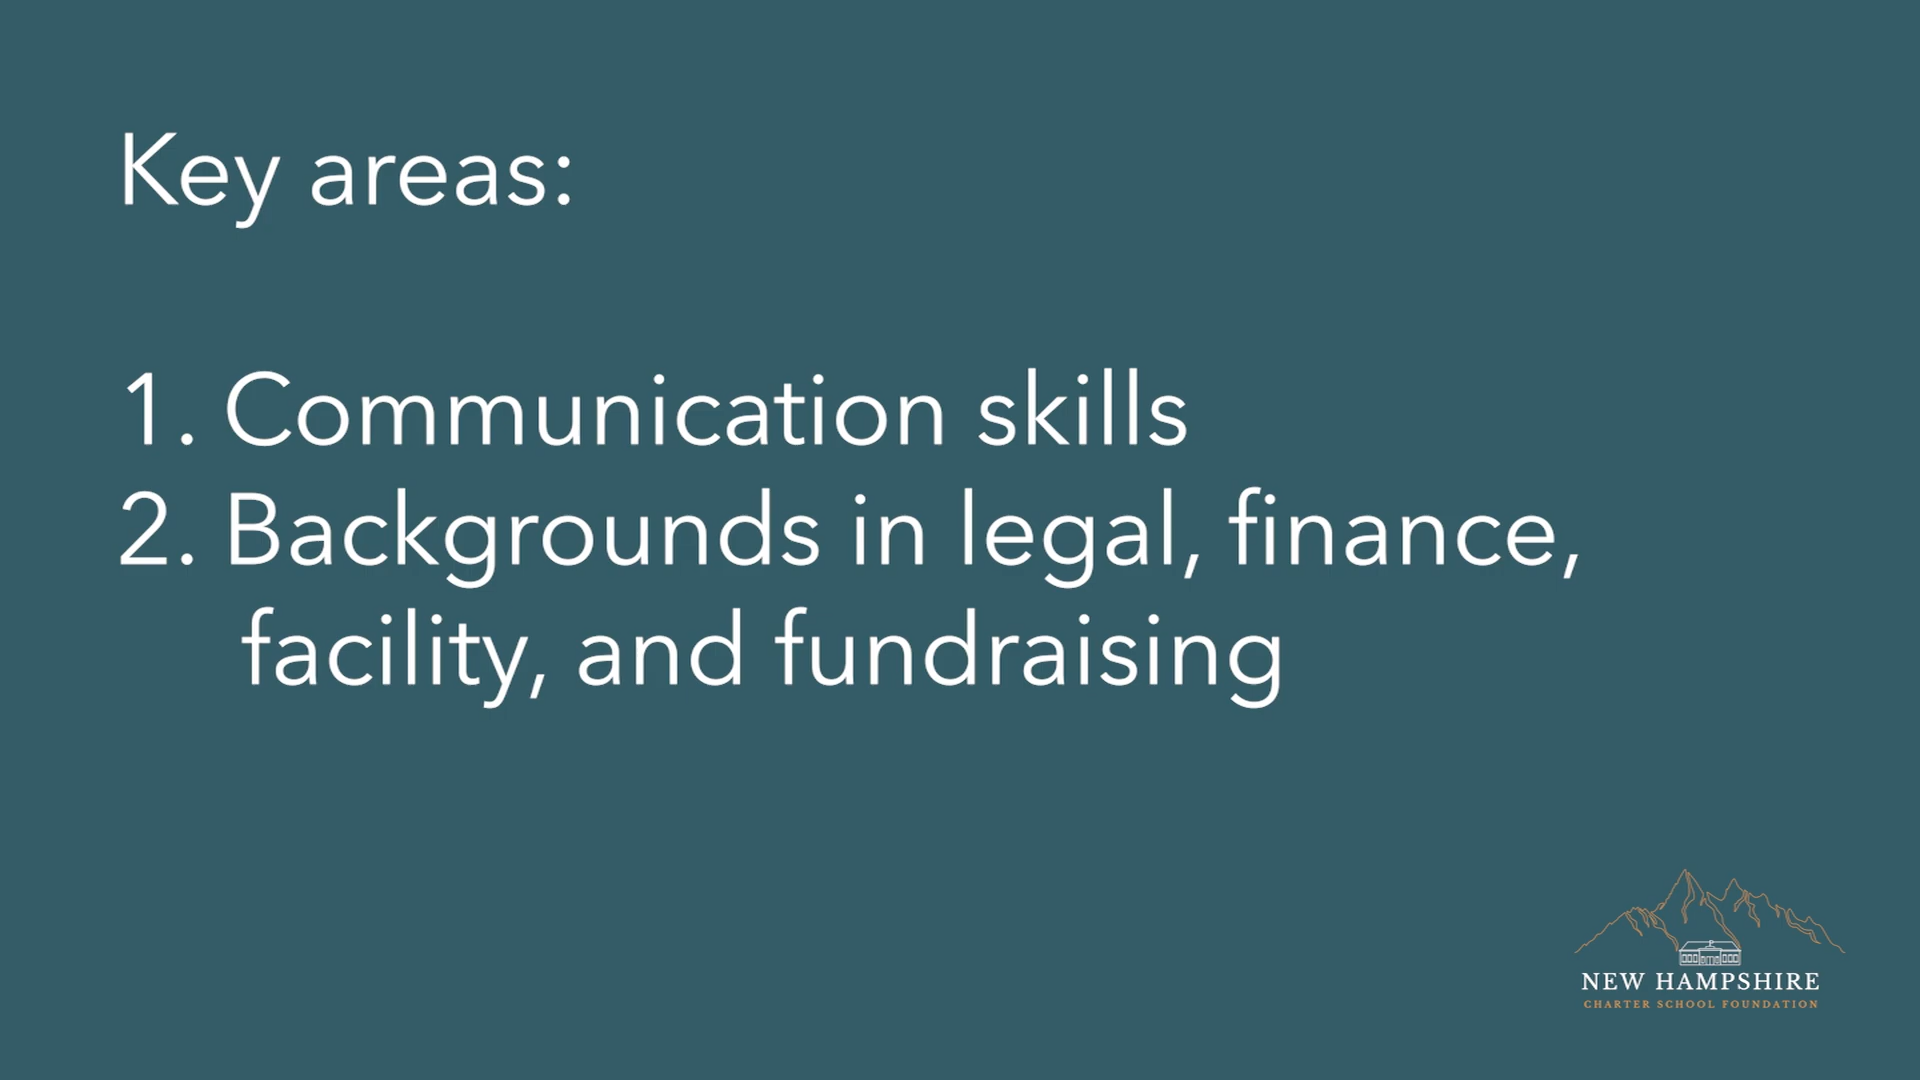 Key areas:
1. Communication skills
2. Backgrounds in legal, finance,
facility, and fundraising
NEW HAMPSHIRE
CHARTER SCHOOL FOUNDATION